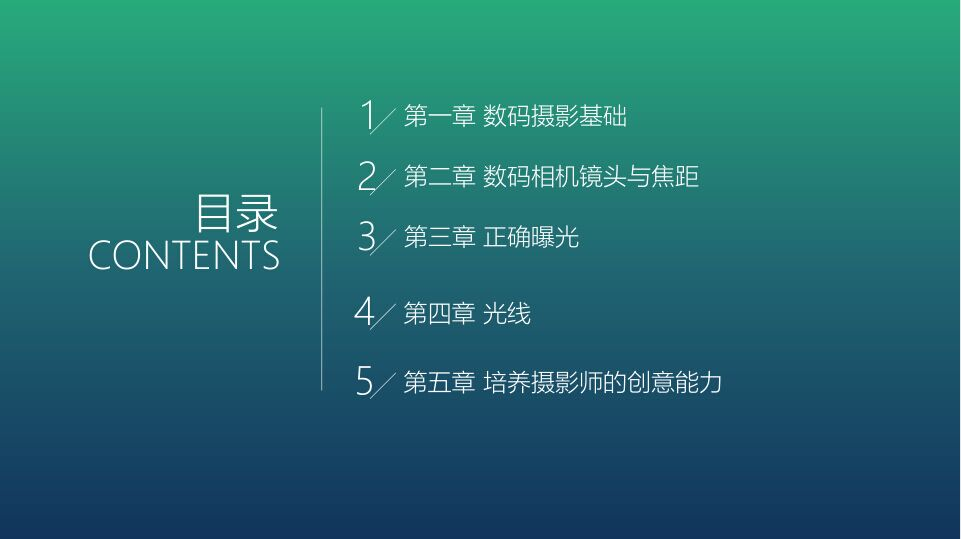 目录
CONTENTS
1 第一章 数码摄影基础
2 第二章 数码相机镜头与焦距
3 第三章 正确曝光
4 第四章 光线
5 第五章 培养摄影师的创意能力